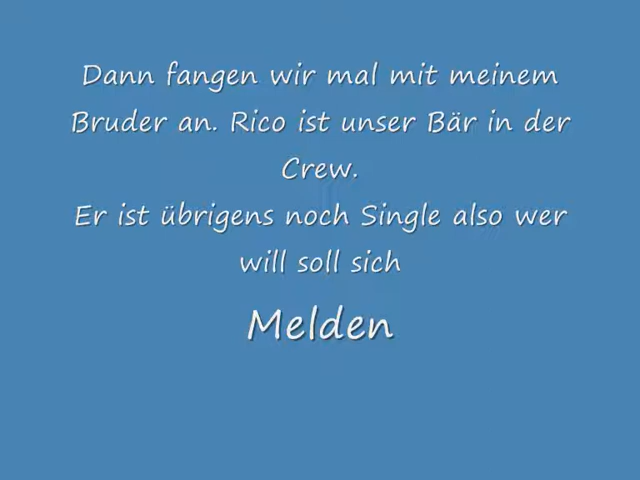 Dann fangen wir mal mit meinem
Bruder an. Rico ist unser Bär in der
Crew.
Er ist übrigens noch Single also wer
will soll sich
Melden